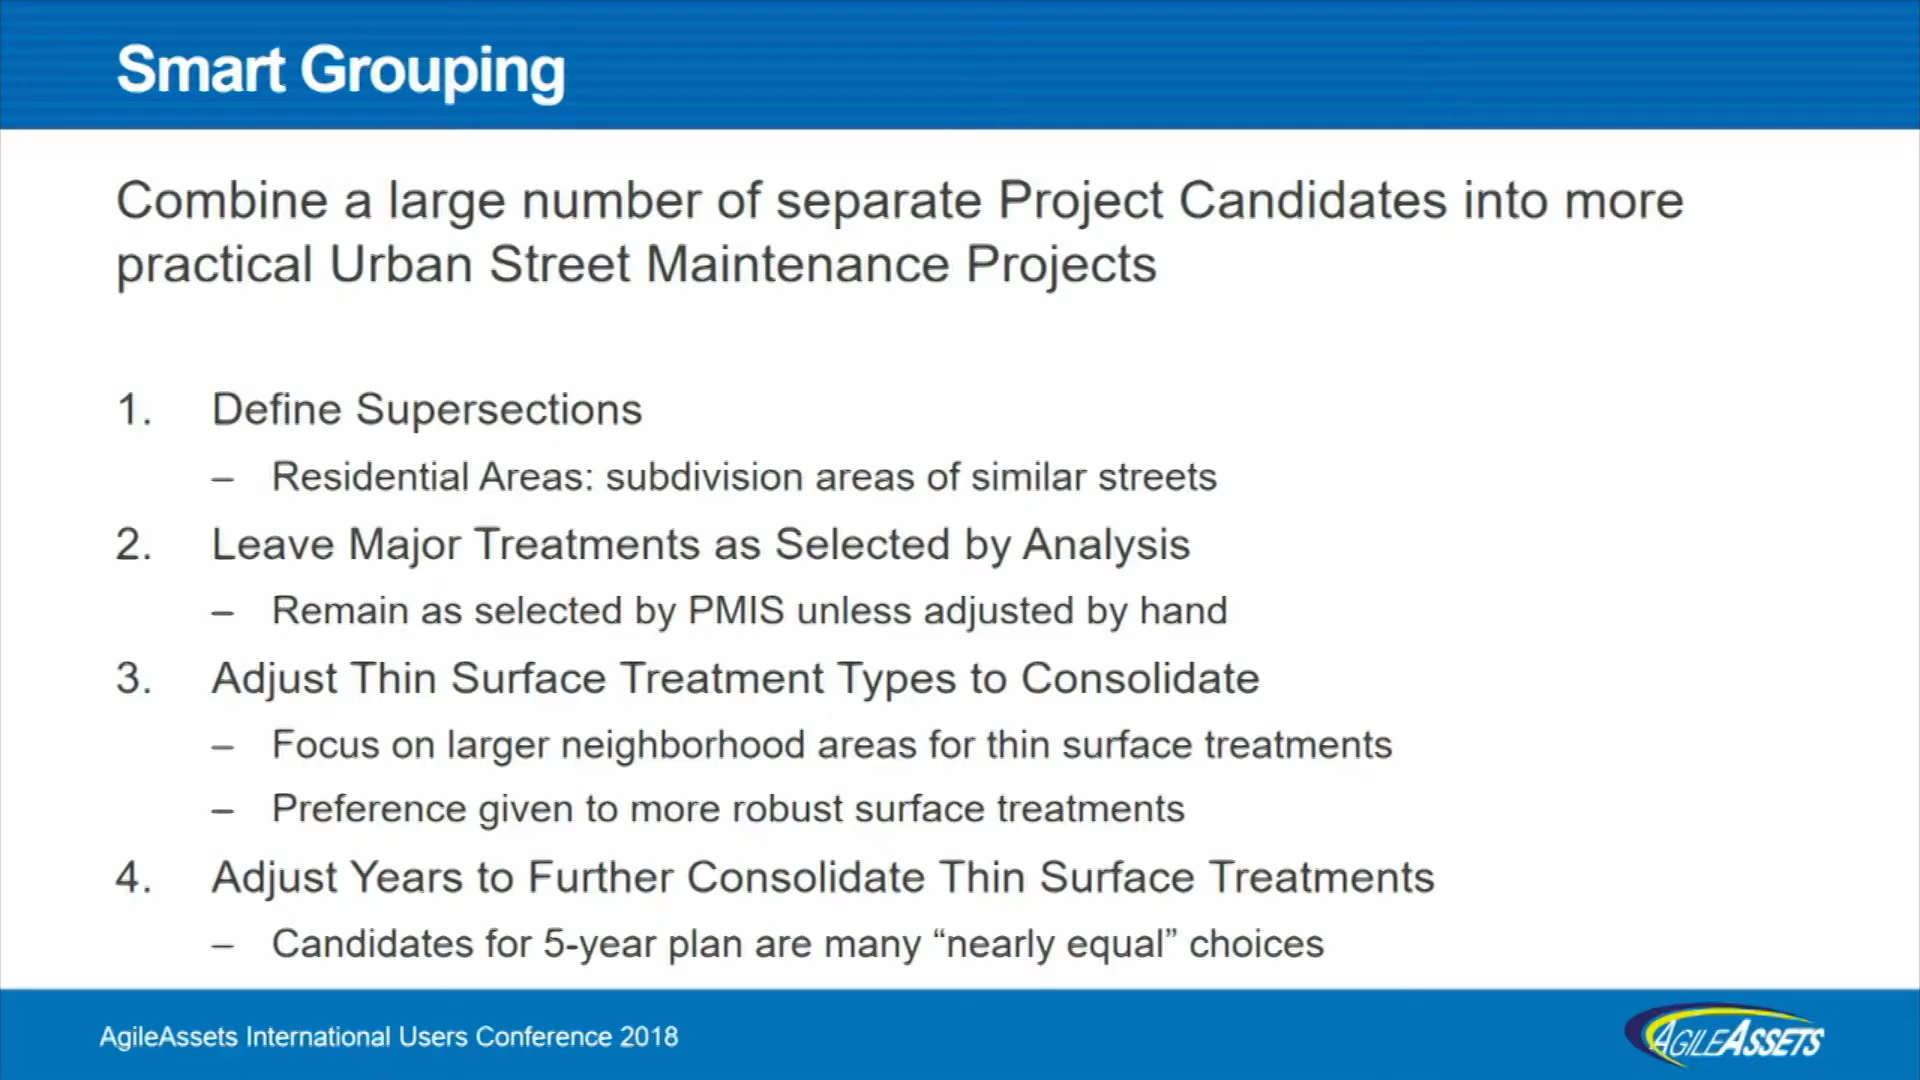 Smart Grouping
Combine a large number of separate Project Candidates into more
practical Urban Street Maintenance Projects
1. Define Supersections
– Residential Areas: subdivision areas of similar streets
2. Leave Major Treatments as Selected by Analysis
– Remain as selected by PMIS unless adjusted by hand
3. Adjust Thin Surface Treatment Types to Consolidate
– Focus on larger neighborhood areas for thin surface treatments
– Preference given to more robust surface treatments
4. Adjust Years to Further Consolidate Thin Surface Treatments
– Candidates for 5-year plan are many “nearly equal” choices
AgileAssets International Users Conference 2018
AGILEASSETS